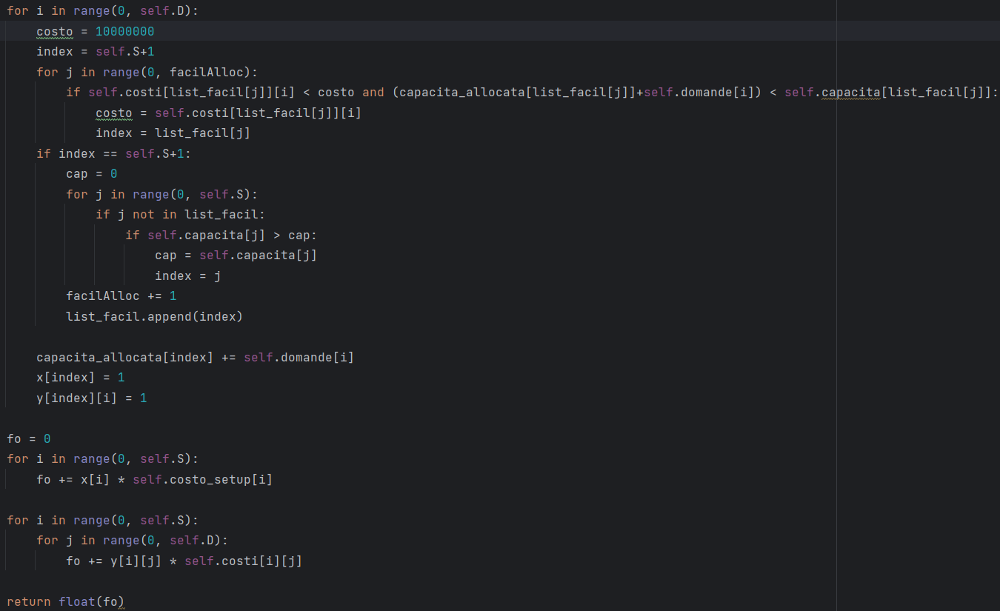 for i in range(0, self.D):
    costo = 10000000
    index = self.S+1
    for j in range(0, facilAlloc):
        if self.costi[list_facil[j]][i] < costo and (capacita_allocata[list_facil[j]]+self.domande[i]) < self.capacita[list_facil[j]]:
            costo = self.costi[list_facil[j]][i]
            index = list_facil[j]
    if index == self.S+1:
        cap = 0
        for j in range(0, self.S):
            if j not in list_facil:
                if self.capacita[j] > cap:
                    cap = self.capacita[j]
                    index = j
        facilAlloc += 1
        list_facil.append(index)

    capacita_allocata[index] += self.domande[i]
    x[index] = 1
    y[index][i] = 1

fo = 0
for i in range(0, self.S):
    fo += x[i] * self.costo_setup[i]

for i in range(0, self.S):
    for j in range(0, self.D):
        fo += y[i][j] * self.costi[i][j]

return float(fo)